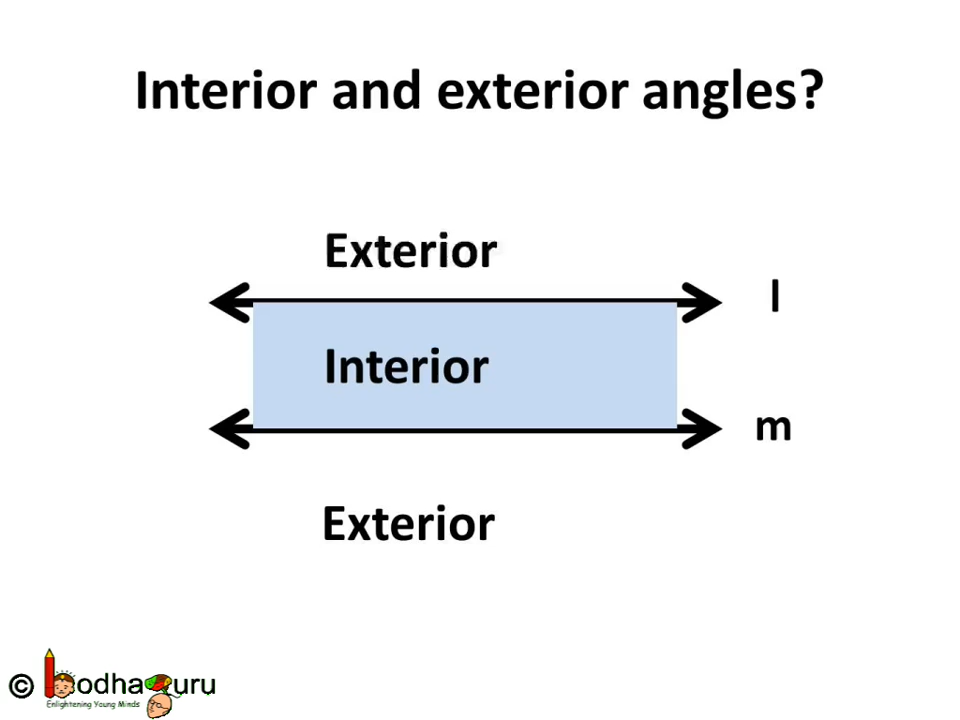 Interior and exterior angles?
Exterior
l
Interior
m
Exterior
© bodhaguru
Enlightening Young Minds